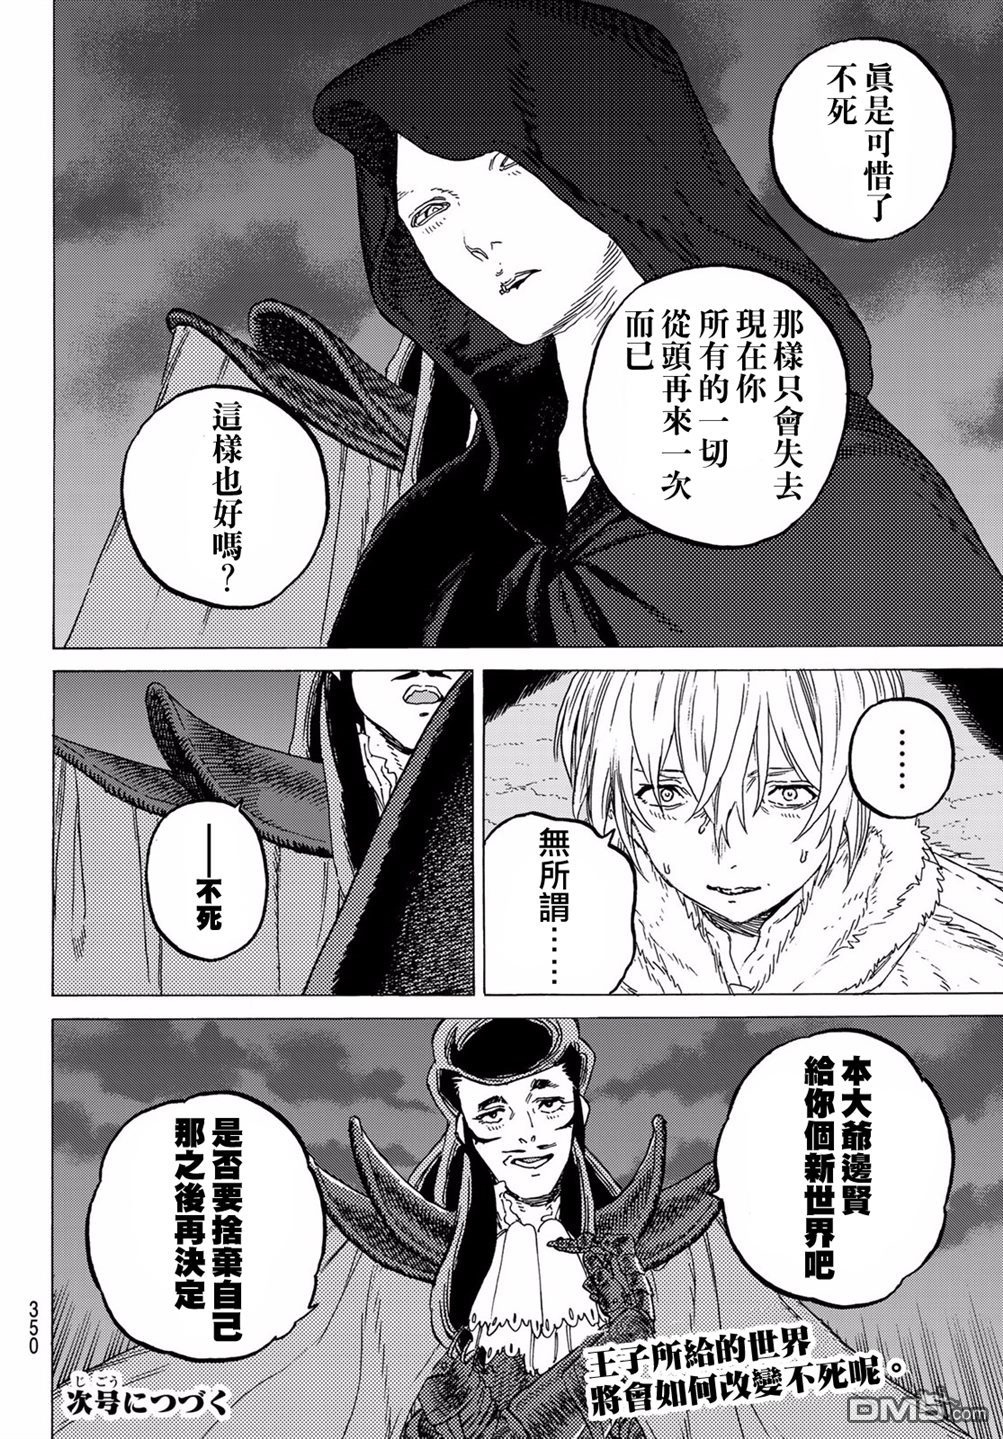 眞是可惜了
不死
那樣只會失去
現在你
所有的一切
從頭再來一次
而已
這樣也好嗎？
……
無所謂……
——不死
本大爺邊賢
給你個新世界吧
是否要捨棄自己
那之後再決定
王子所給的世界
將會如何改變不死呢。
じごう
次号につづく
350
DM5.com